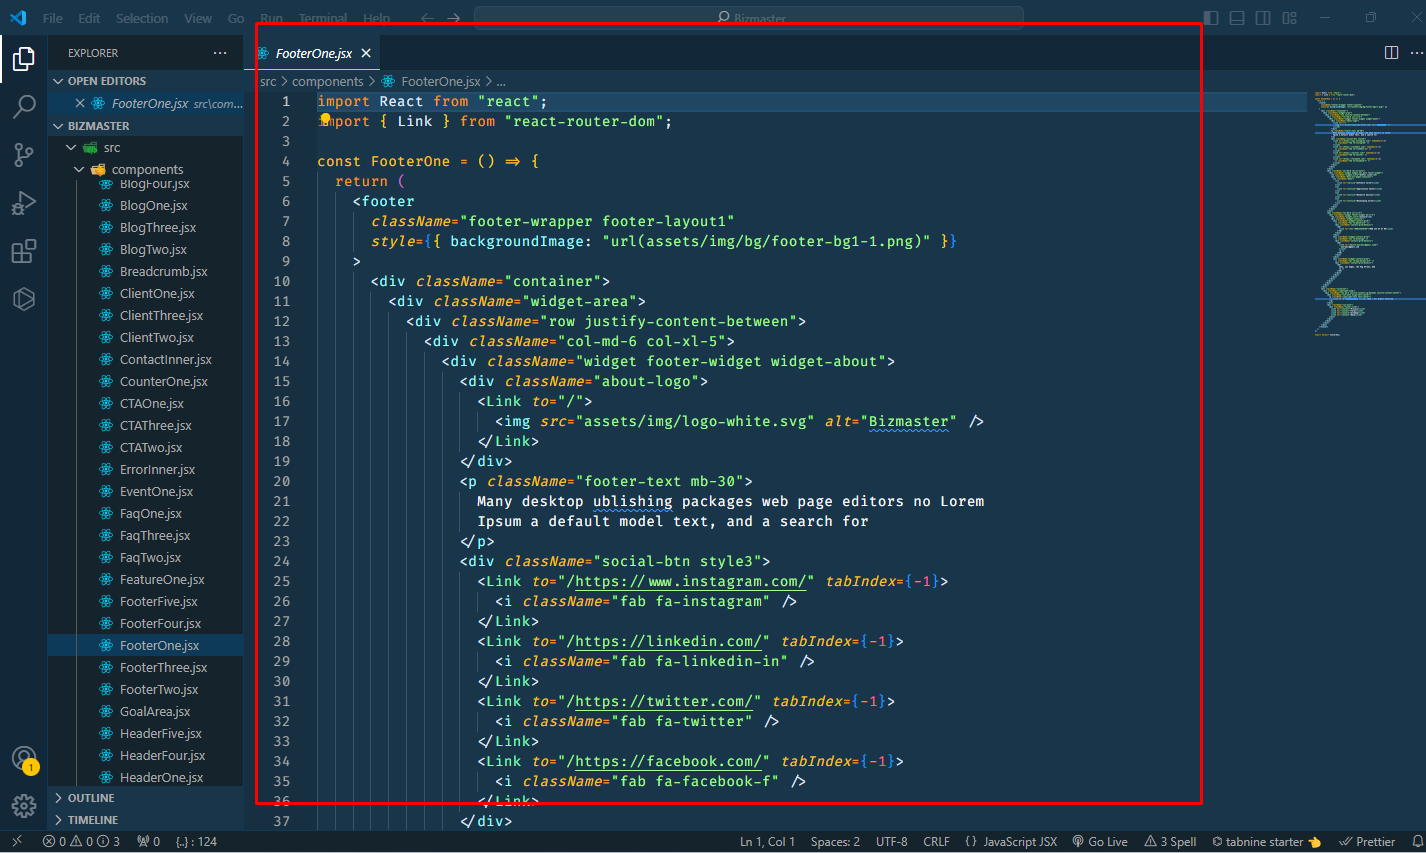 File Edit Selection View Go Run Terminal Help
Bizmaster
EXPLORER
OPEN EDITORS
FooterOne.jsx src\com...
BIZMASTER
src
components
BlogFour.jsx
BlogOne.jsx
BlogThree.jsx
BlogTwo.jsx
Breadcrumb.jsx
ClientOne.jsx
ClientThree.jsx
ClientTwo.jsx
ContactInner.jsx
CounterOne.jsx
CTAOne.jsx
CTAThree.jsx
CTATwo.jsx
ErrorInner.jsx
EventOne.jsx
FaqOne.jsx
FaqThree.jsx
FaqTwo.jsx
FeatureOne.jsx
FooterFive.jsx
FooterFour.jsx
FooterOne.jsx
FooterThree.jsx
FooterTwo.jsx
GoalArea.jsx
HeaderFive.jsx
HeaderFour.jsx
HeaderOne.jsx
OUTLINE
TIMELINE
FooterOne.jsx
src > components > FooterOne.jsx > ...
1 import React from "react";
2 import { Link } from "react-router-dom";
3
4 const FooterOne = () => {
5 return (
6 <footer
7 className="footer-wrapper footer-layout1"
8 style={{ backgroundImage: "url(assets/img/bg/footer-bg1-1.png)" }}
9 >
10 <div className="container">
11 <div className="widget-area">
12 <div className="row justify-content-between">
13 <div className="col-md-6 col-xl-5">
14 <div className="widget footer-widget widget-about">
15 <div className="about-logo">
16 <Link to="/">
17 <img src="assets/img/logo-white.svg" alt="Bizmaster" />
18 </Link>
19 </div>
20 <p className="footer-text mb-30">
21 Many desktop ublishing packages web page editors no Lorem
22 Ipsum a default model text, and a search for
23 </p>
24 <div className="social-btn style3">
25 <Link to="/https://www.instagram.com/" tabIndex={-1}>
26 <i className="fab fa-instagram" />
27 </Link>
28 <Link to="/https://linkedin.com/" tabIndex={-1}>
29 <i className="fab fa-linkedin-in" />
30 </Link>
31 <Link to="/https://twitter.com/" tabIndex={-1}>
32 <i className="fab fa-twitter" />
33 </Link>
34 <Link to="/https://facebook.com/" tabIndex={-1}>
35 <i className="fab fa-facebook-f" />
36 </Link>
37 </div>
1
0 0 3 0 {..} : 124 Ln 1, Col 1 Spaces: 2 UTF-8 CRLF {} JavaScript JSX Go Live 3 Spell tabnine starter Prettier